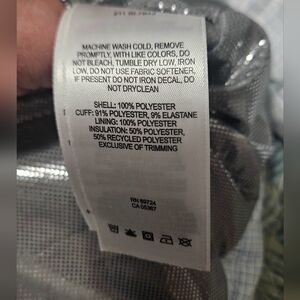 MACHINE WASH COLD, REMOVE
PROMPTLY, WITH LIKE COLORS, DO
NOT BLEACH, TUMBLE DRY LOW, IRON
LOW. DO NOT USE FABRIC SOFTENER.
IF PRESENT DO NOT IRON DECAL, DO
NOT DRYCLEAN
SHELL: 100% POLYESTER
CUFF: 91% POLYESTER, 9% ELASTANE
LINING: 100% POLYESTER
INSULATION: 50% POLYESTER,
50% RECYCLED POLYESTER
EXCLUSIVE OF TRIMMING
RN 69724
CA 05367